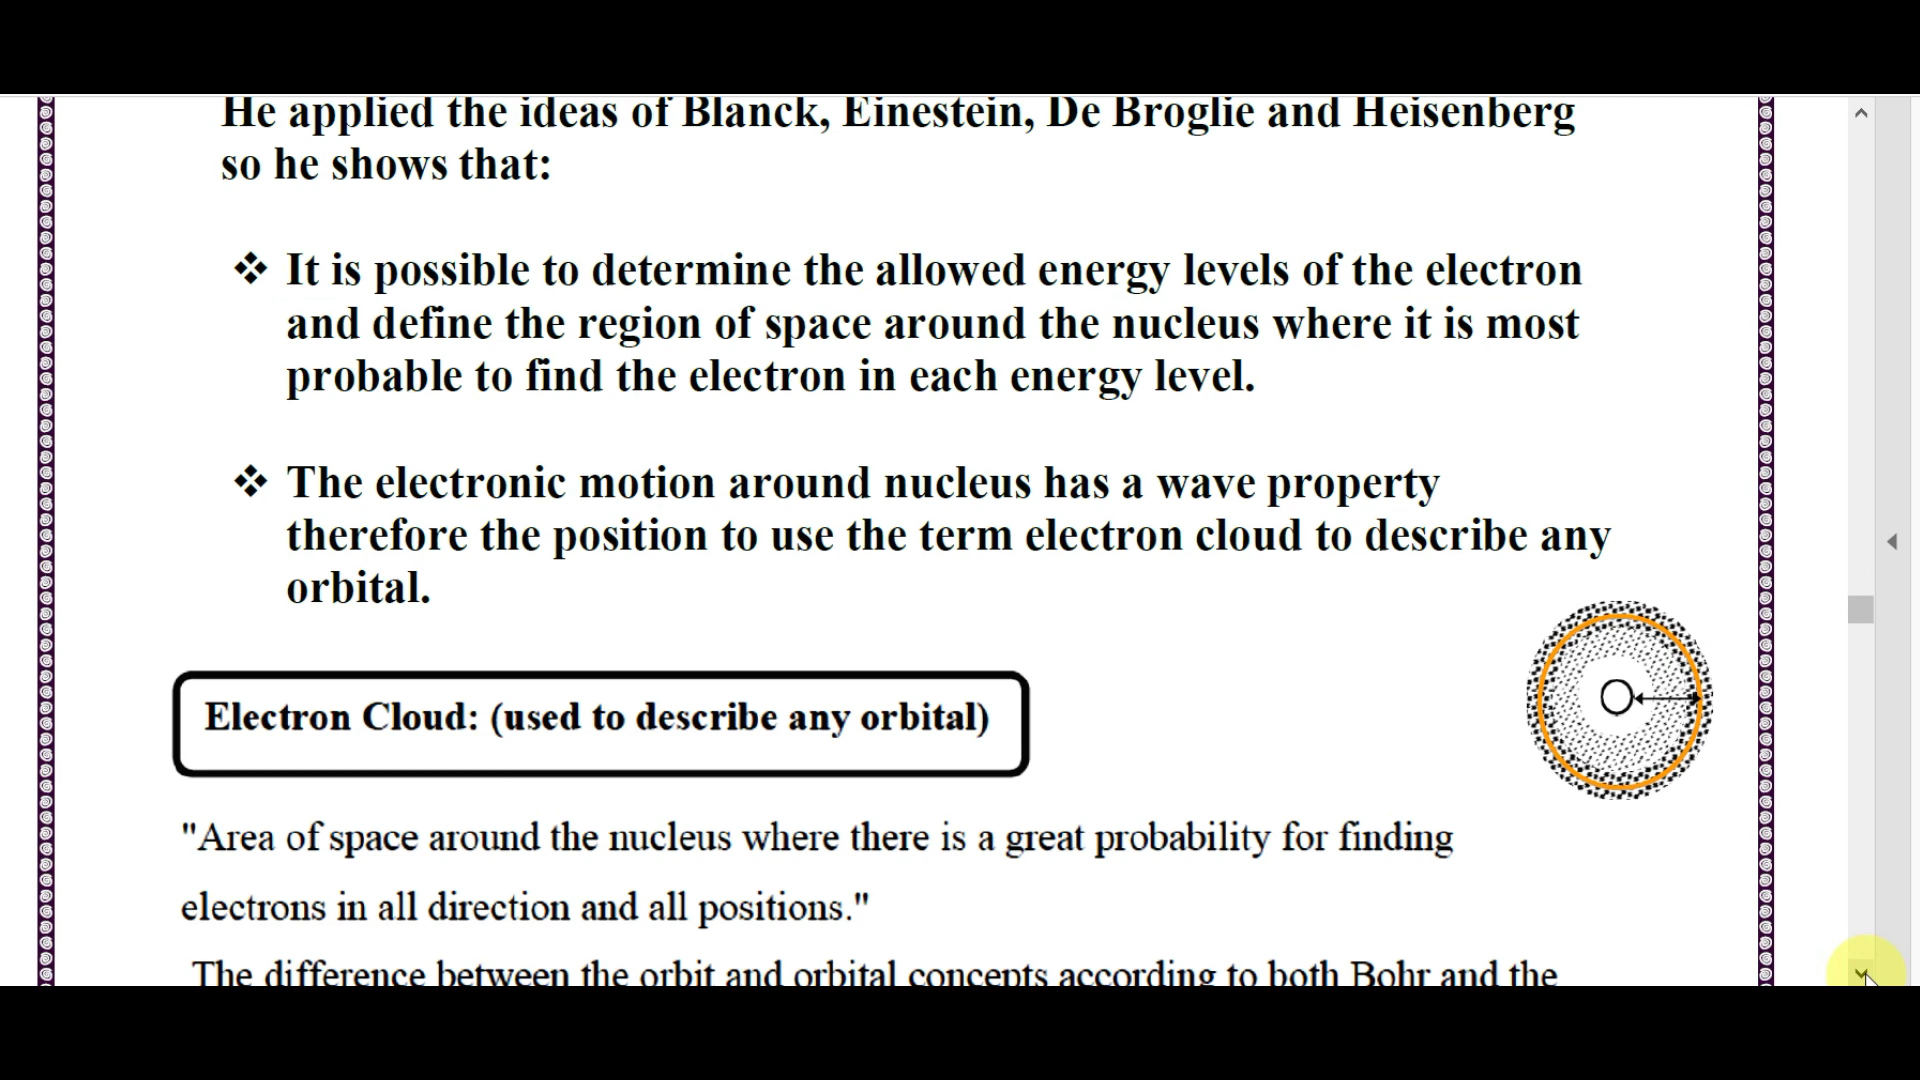 He applied the ideas of Blanck, Einestein, De Broglie and Heisenberg
so he shows that:
❖ It is possible to determine the allowed energy levels of the electron
and define the region of space around the nucleus where it is most
probable to find the electron in each energy level.
❖ The electronic motion around nucleus has a wave property
therefore the position to use the term electron cloud to describe any
orbital.
Electron Cloud: (used to describe any orbital)
"Area of space around the nucleus where there is a great probability for finding
electrons in all direction and all positions."
The difference between the orbit and orbital concepts according to both Bohr and the